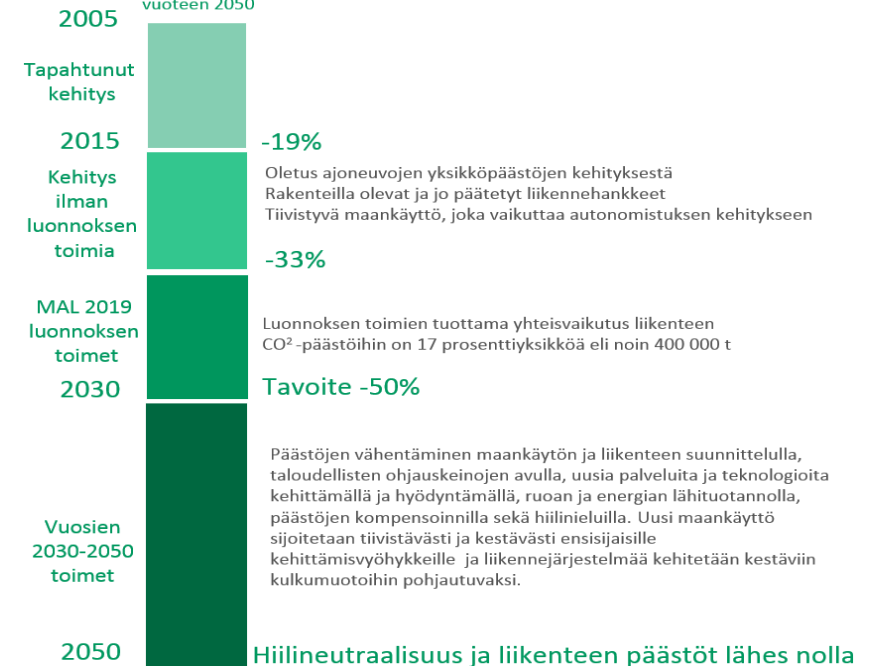 vuoteen 2050
2005
Tapahtunut
kehitys
2015
-19%
Kehitys
ilman
luonnoksen
toimia
Oletus ajoneuvojen yksikköpäästöjen kehityksestä
Rakenteilla olevat ja jo päätetyt liikennehankkeet
Tiivistyvä maankäyttö, joka vaikuttaa autonomistuksen kehitykseen
-33%
MAL 2019
luonnoksen
toimet
Luonnoksen toimien tuottama yhteisvaikutus liikenteen
CO² -päästöihin on 17 prosenttiyksikköä eli noin 400 000 t
2030
Tavoite -50%
Vuosien
2030-2050
toimet
Päästöjen vähentäminen maankäytön ja liikenteen suunnittelulla,
taloudellisten ohjauskeinojen avulla, uusia palveluita ja teknologioita
kehittämällä ja hyödyntämällä, ruoan ja energian lähituotannolla,
päästöjen kompensoinnilla sekä hiilinieluilla. Uusi maankäyttö
sijoitetaan tiivistävästi ja kestävästi ensisijaisille
kehittämisvyöhykkeille ja liikennejärjestelmää kehitetään kestäviin
kulkumuotoihin pohjautuvaksi.
2050
Hiilineutraalisuus ja liikenteen päästöt lähes nolla